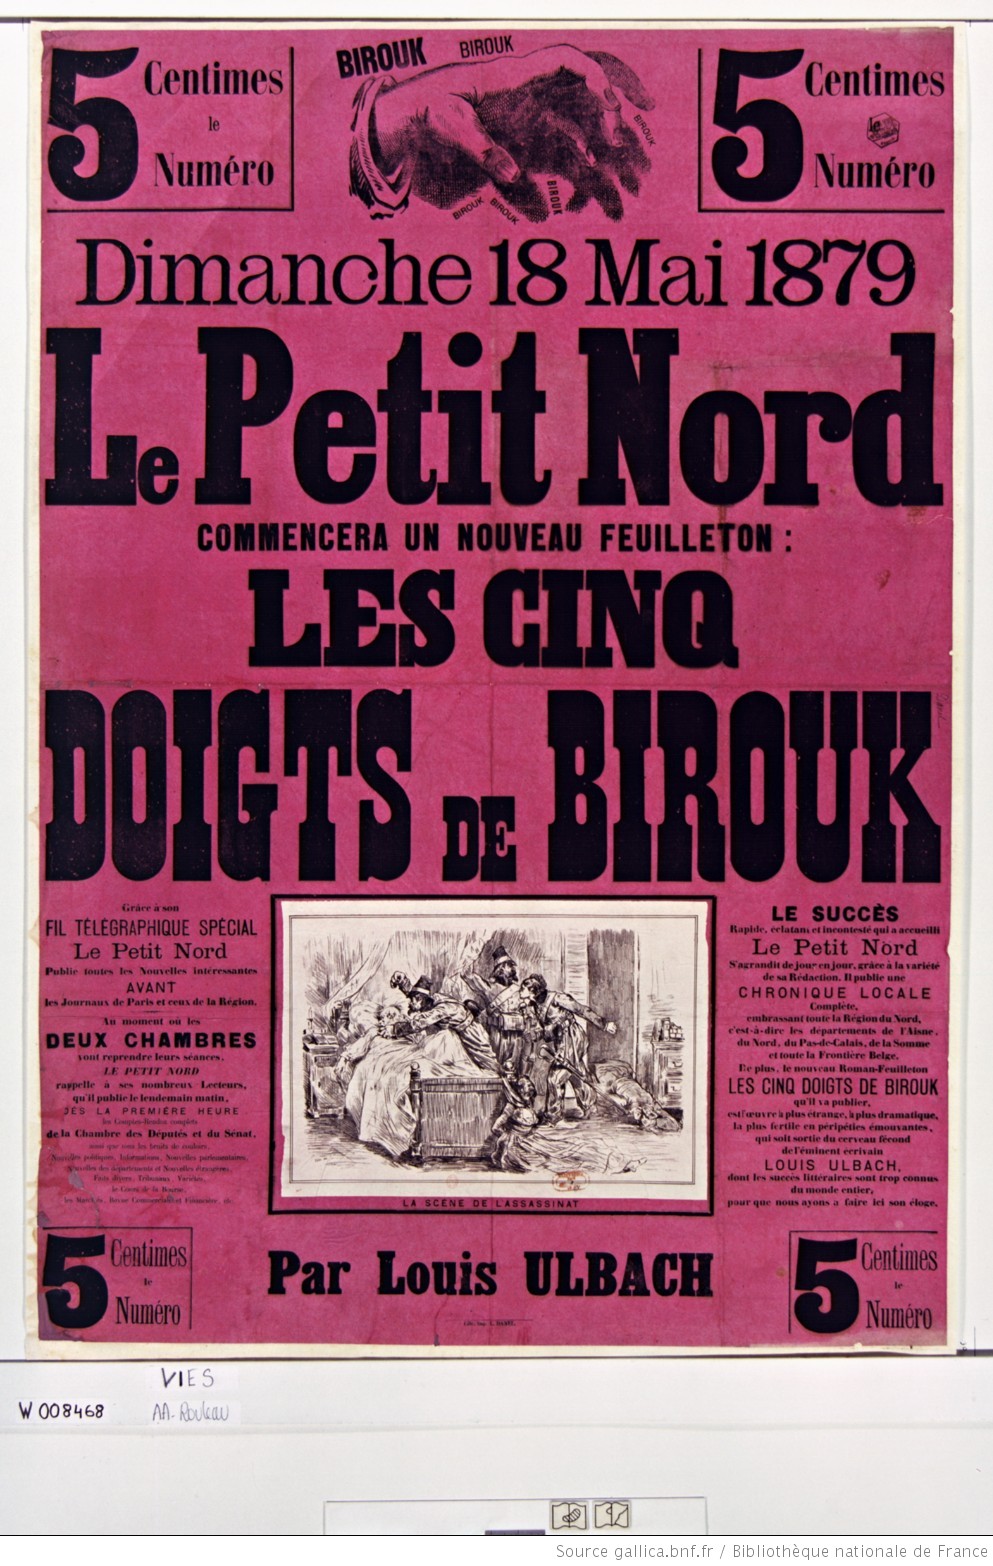 5 Centimes le Numéro
BIROUK
BIROUK
BIROUK
BIROUK
BIROUK
BIROUK
5 Centimes le Numéro
Dimanche 18 Mai 1879
Le Petit Nord
COMMENCERA UN NOUVEAU FEUILLETON :
LES CINQ
DOIGTS DE BIROUK
Grâce à son
FIL TÉLÉGRAPHIQUE SPÉCIAL
Le Petit Nord
Publie toutes les Nouvelles intéressantes
AVANT
les Journaux de Paris et ceux de la Région.
Au moment où les
DEUX CHAMBRES
vont reprendre leurs séances,
LE PETIT NORD
rappelle à ses nombreux Lecteurs,
qu'il publie le lendemain matin,
DÈS LA PREMIÈRE HEURE
les Comptes-Rendus complets
de la Chambre des Députés et du Sénat,
ainsi que tous les bruits de couloirs,
Nouvelles politiques, Informations, Nouvelles parlementaires,
Nouvelles des départements et Nouvelles étrangères,
Faits divers, Tribunaux, Variétés,
le Cours de la Bourse,
les Marchés, Revue Commerciale et Financière, etc.
LA SCÈNE DE L'ASSASSINAT
LE SUCCÈS
Rapide, éclatant et incontesté qui a accueilli
Le Petit Nord
S'agrandit de jour en jour, grâce à la variété
de sa Rédaction. Il publie une
CHRONIQUE LOCALE
Complète,
embrassant toute la Région du Nord,
c'est-à-dire les départements de l'Aisne,
du Nord, du Pas-de-Calais, de la Somme
et toute la Frontière Belge.
De plus, le nouveau Roman-Feuilleton
LES CINQ DOIGTS DE BIROUK
qu'il va publier,
est l'œuvre la plus étrange, la plus dramatique,
la plus fertile en péripéties émouvantes,
qui soit sortie du cerveau fécond
de l'éminent écrivain
LOUIS ULBACH,
dont les succès littéraires sont trop connus
du monde entier,
pour que nous ayons à faire ici son éloge.
5 Centimes le Numéro
Par Louis ULBACH
5 Centimes le Numéro
VIES
W 008468
AA-Rouleau
Source gallica.bnf.fr / Bibliothèque nationale de France